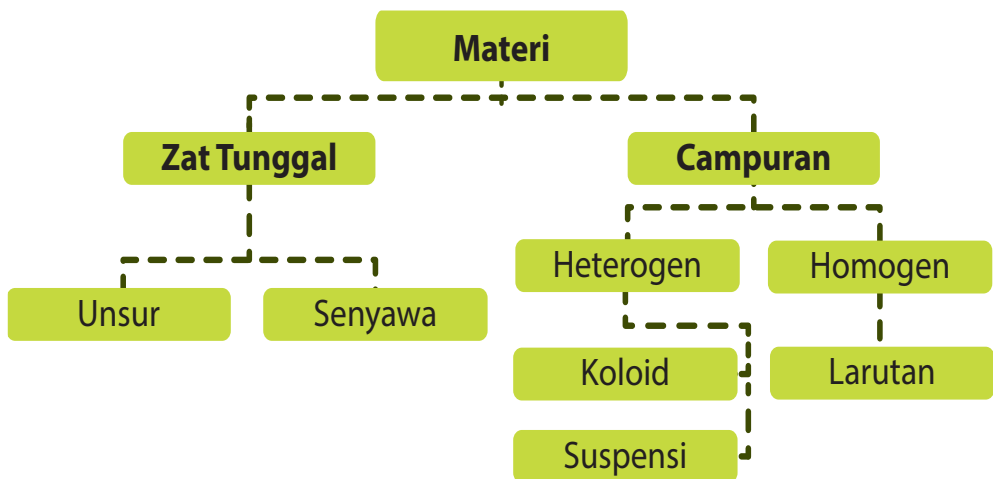 Materi
Zat Tunggal
Campuran
Heterogen
Homogen
Unsur
Senyawa
Koloid
Larutan
Suspensi